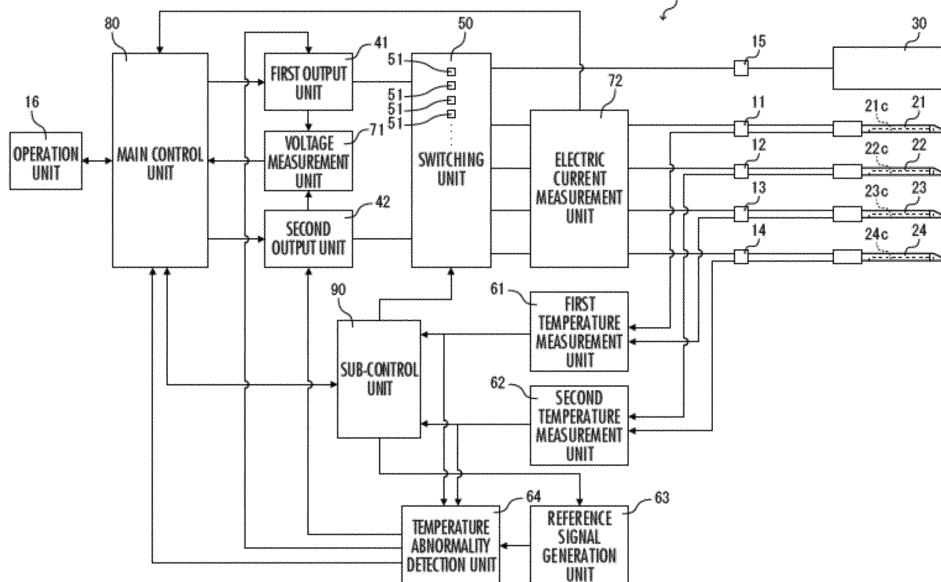 80
41
50
15
30
FIRST OUTPUT
UNIT
51
51
51
51
72
11
21c
21
16
71
OPERATION
UNIT
MAIN CONTROL
UNIT
VOLTAGE
MEASUREMENT
UNIT
SWITCHING
UNIT
ELECTRIC
CURRENT
MEASUREMENT
UNIT
12
22c
22
42
13
23c
23
SECOND
OUTPUT UNIT
14
24c
24
90
61
FIRST
TEMPERATURE
MEASUREMENT
UNIT
SUB-CONTROL
UNIT
62
SECOND
TEMPERATURE
MEASUREMENT
UNIT
64
63
TEMPERATURE
ABNORMALITY
DETECTION UNIT
REFERENCE
SIGNAL
GENERATION
UNIT